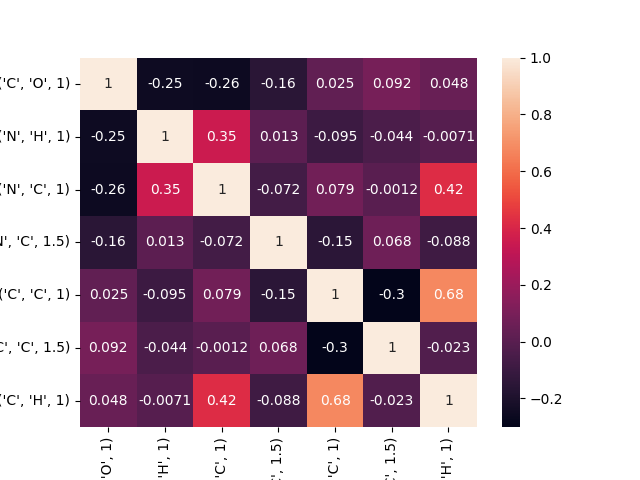 ('C', 'O', 1) 1 -0.25 -0.26 -0.16 0.025 0.092 0.048
('N', 'H', 1) -0.25 1 0.35 0.013 -0.095 -0.044 -0.0071
('N', 'C', 1) -0.26 0.35 1 -0.072 0.079 -0.0012 0.42
', 'C', 1.5) -0.16 0.013 -0.072 1 -0.15 0.068 -0.088
('C', 'C', 1) 0.025 -0.095 0.079 -0.15 1 -0.3 0.68
', 'C', 1.5) 0.092 -0.044 -0.0012 0.068 -0.3 1 -0.023
('C', 'H', 1) 0.048 -0.0071 0.42 -0.088 0.68 -0.023 1
'O', 1) 'H', 1) 'C', 1) ', 1.5) 'C', 1) ', 1.5) 'H', 1)
1.0
0.8
0.6
0.4
0.2
0.0
−0.2